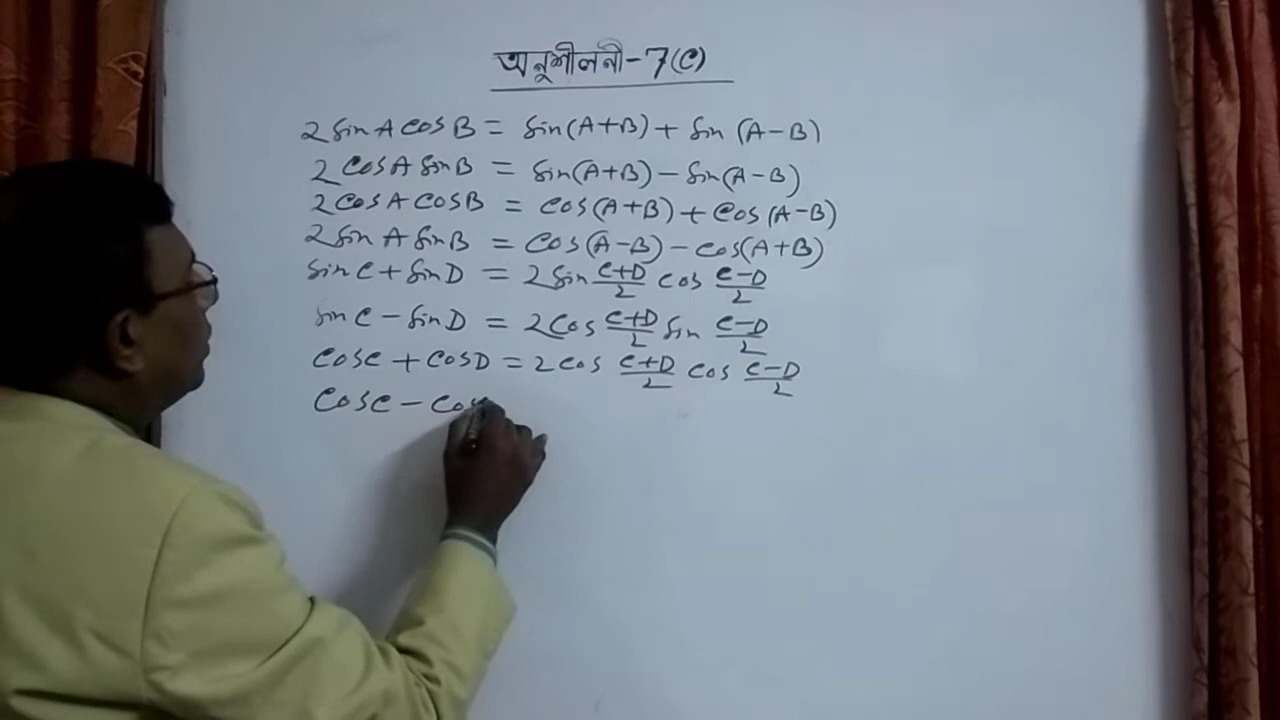 অনুশীলনী-7(C)
2 sin A cos B = sin(A+B) + sin (A-B)
2 cos A sin B = sin(A+B) - sin(A-B)
2 cos A cos B = cos(A+B) + cos (A-B)
2 sin A sin B = cos(A-B) - cos(A+B)
sin C + sin D = 2 sin (C+D)/2 cos (C-D)/2
sin C - sin D = 2 cos (C+D)/2 sin (C-D)/2
cos C + cos D = 2 cos (C+D)/2 cos (C-D)/2
cos C - cos